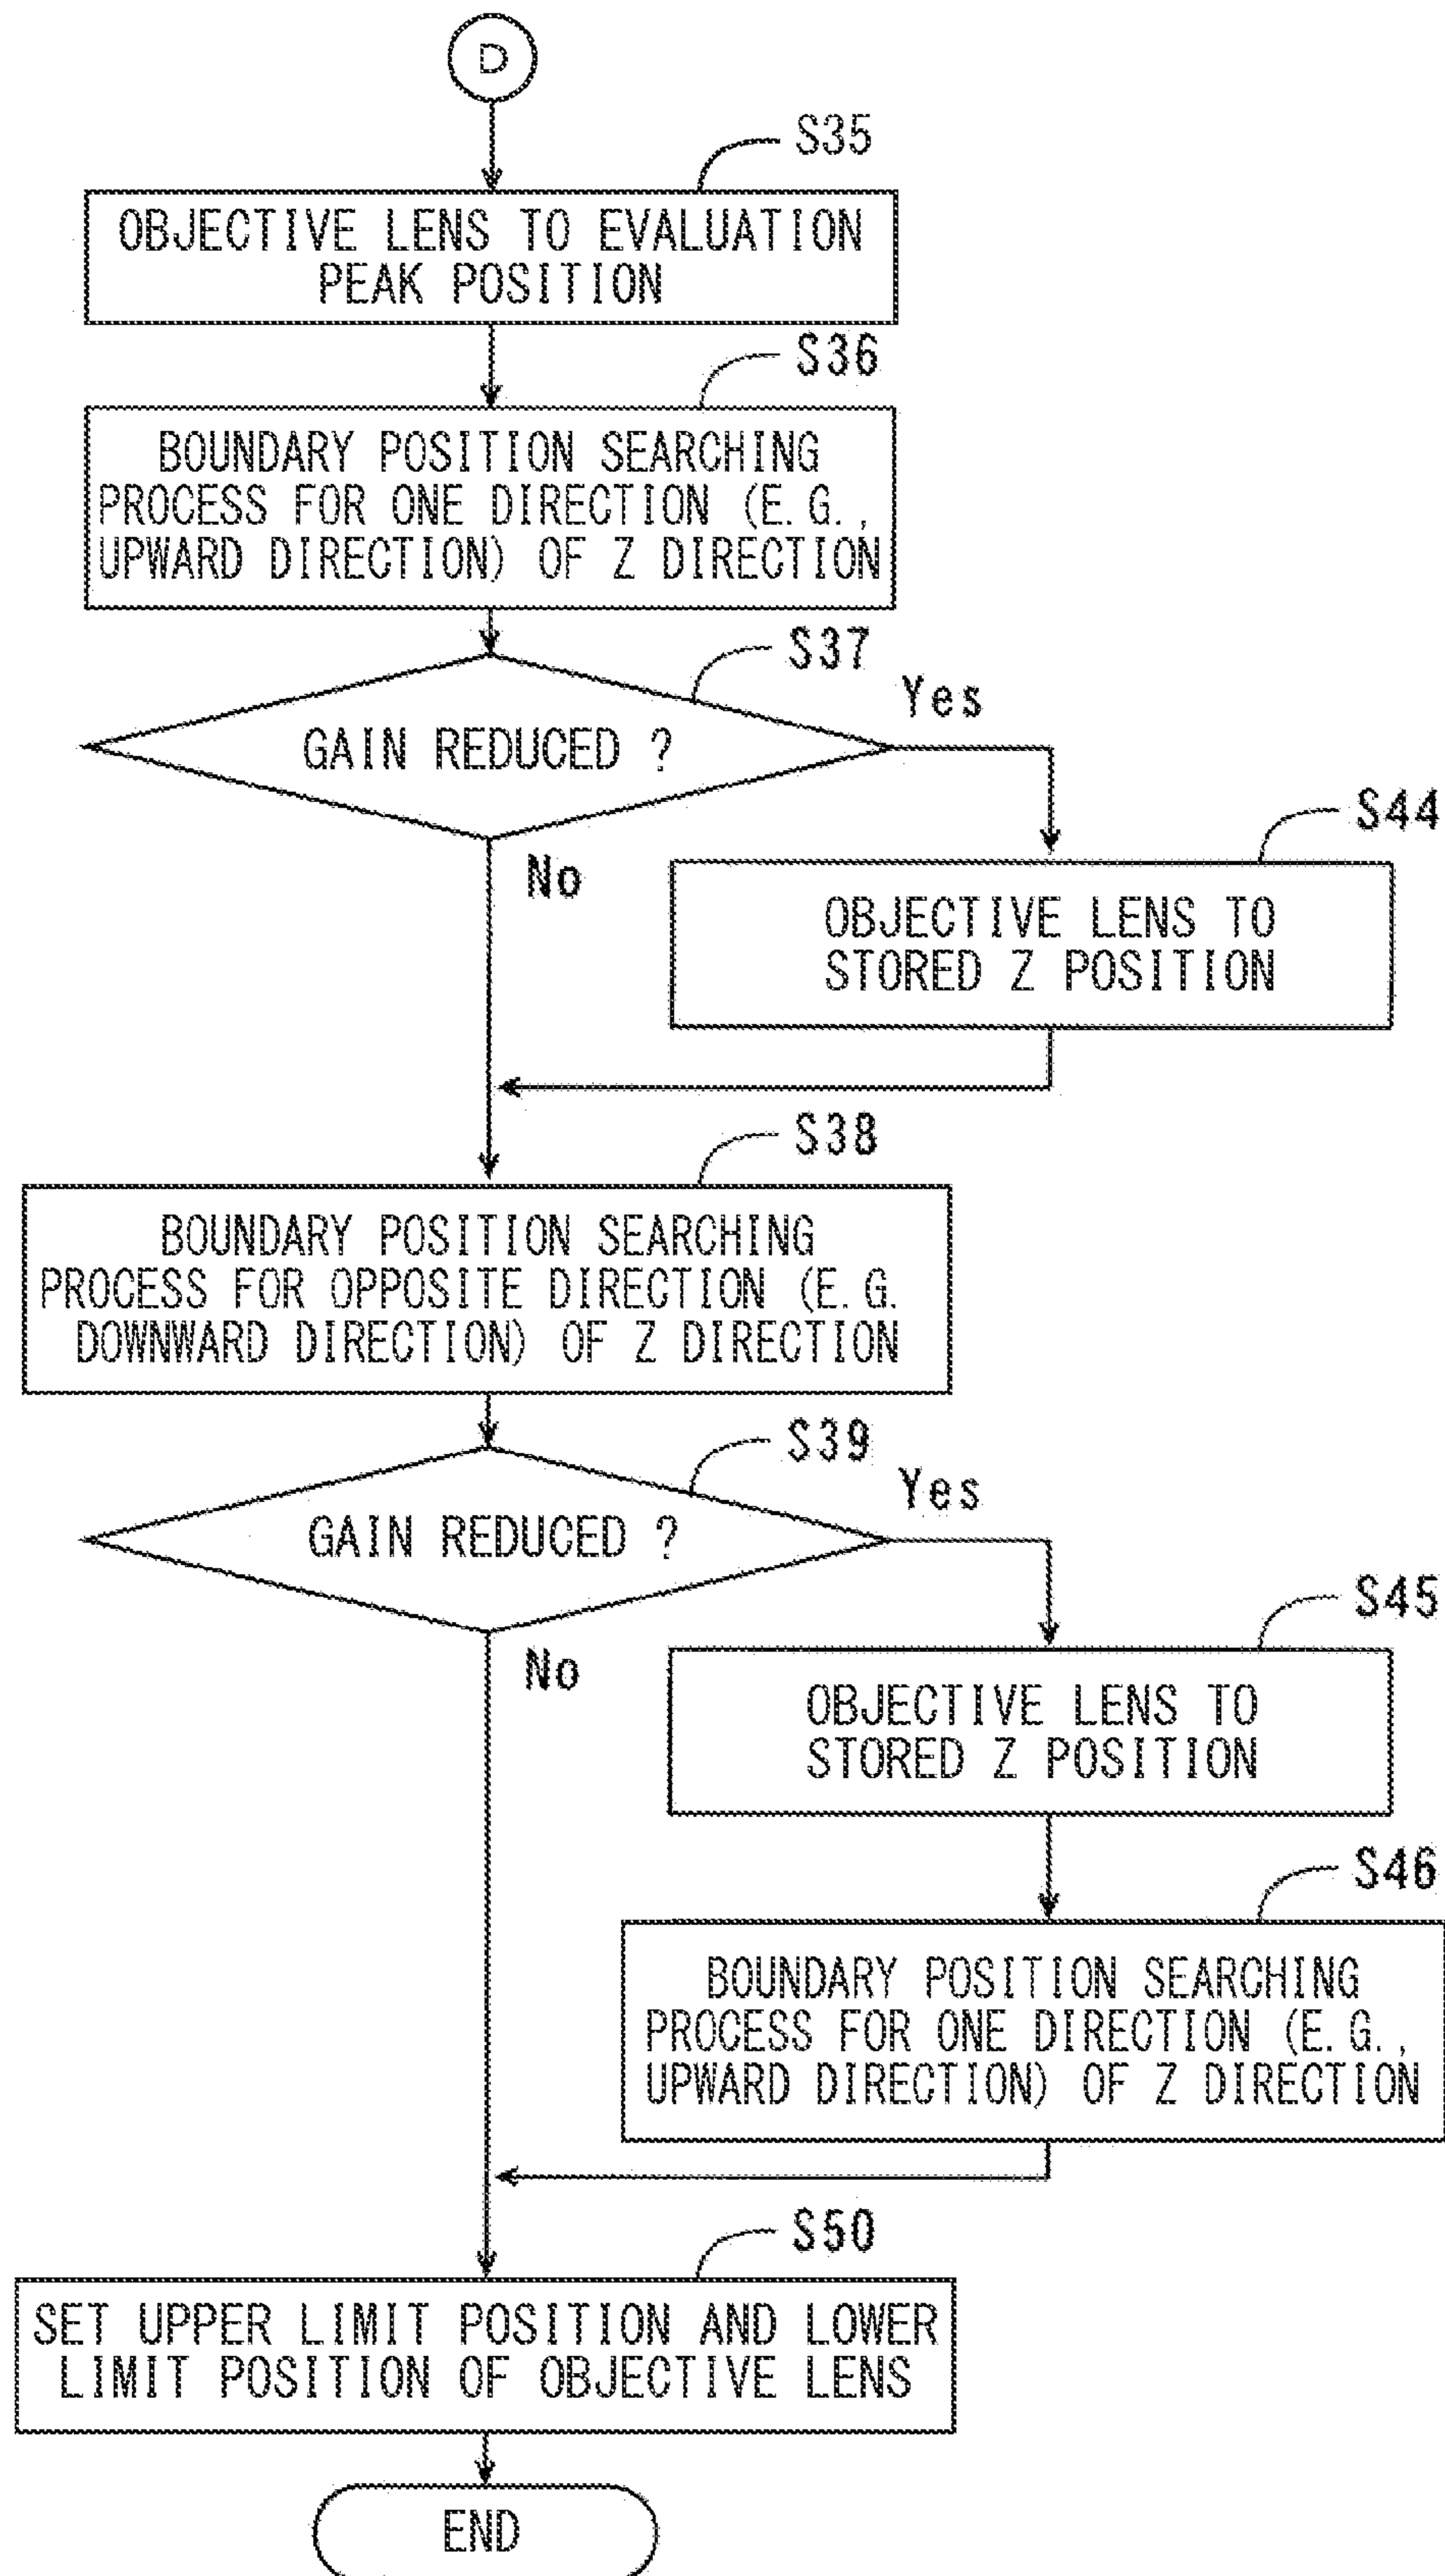 D
S35
OBJECTIVE LENS TO EVALUATION
PEAK POSITION
S36
BOUNDARY POSITION SEARCHING
PROCESS FOR ONE DIRECTION (E.G.,
UPWARD DIRECTION) OF Z DIRECTION
S37
GAIN REDUCED ?
Yes
No
S44
OBJECTIVE LENS TO
STORED Z POSITION
S38
BOUNDARY POSITION SEARCHING
PROCESS FOR OPPOSITE DIRECTION (E.G.
DOWNWARD DIRECTION) OF Z DIRECTION
S39
GAIN REDUCED ?
Yes
No
S45
OBJECTIVE LENS TO
STORED Z POSITION
S46
BOUNDARY POSITION SEARCHING
PROCESS FOR ONE DIRECTION (E.G.,
UPWARD DIRECTION) OF Z DIRECTION
S50
SET UPPER LIMIT POSITION AND LOWER
LIMIT POSITION OF OBJECTIVE LENS
END